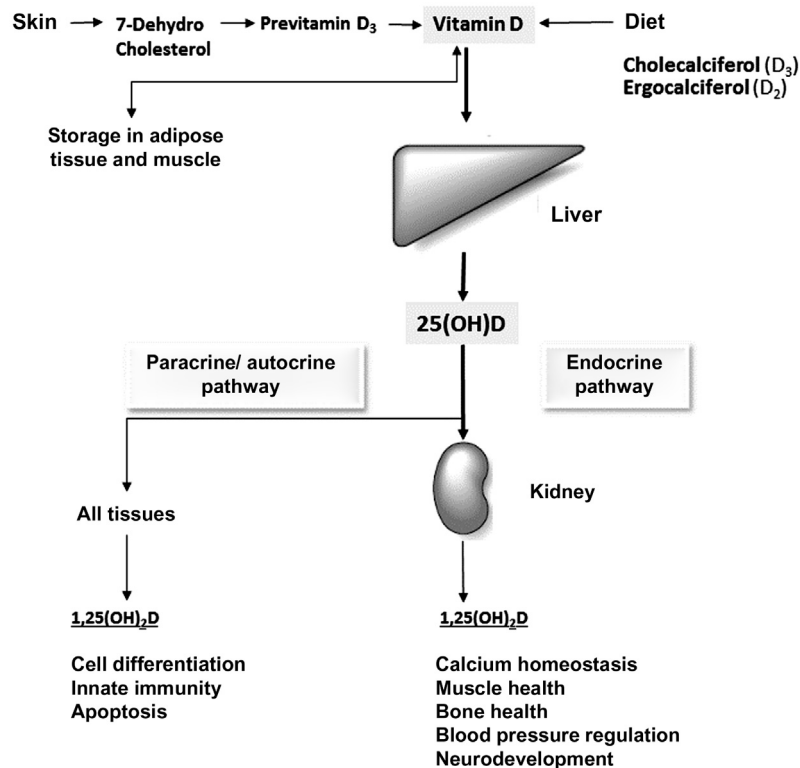 Skin
7-Dehydro
Cholesterol
Previtamin D₃
Vitamin D
Diet
Cholecalciferol (D₃)
Ergocalciferol (D₂)
Storage in adipose
tissue and muscle
Liver
25(OH)D
Paracrine/ autocrine
pathway
Endocrine
pathway
Kidney
All tissues
1,25(OH)₂D
Cell differentiation
Innate immunity
Apoptosis
1,25(OH)₂D
Calcium homeostasis
Muscle health
Bone health
Blood pressure regulation
Neurodevelopment